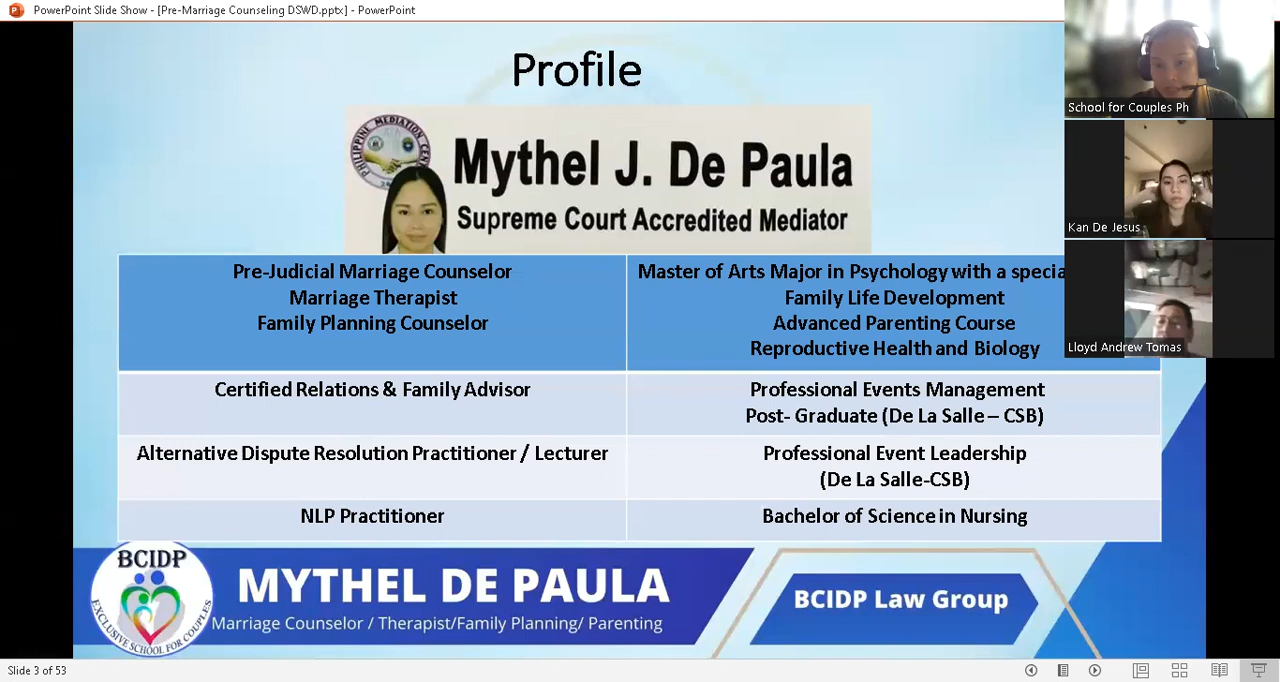 PowerPoint Slide Show - [Pre-Marriage Counseling DSWD.pptx] - PowerPoint
Profile
PHILIPPINE MEDIATION
Mythel J. De Paula
Supreme Court Accredited Mediator
Pre-Judicial Marriage Counselor
Marriage Therapist
Family Planning Counselor
Master of Arts Major in Psychology with a
Family Life Development
Advanced Parenting Course
Reproductive Health and Biology
Certified Relations & Family Advisor
Professional Events Management
Post- Graduate (De La Salle – CSB)
Alternative Dispute Resolution Practitioner / Lecturer
Professional Event Leadership
(De La Salle-CSB)
NLP Practitioner
Bachelor of Science in Nursing
BCIDP
EXCLUSIVE SCHOOL FOR COUPLES
MYTHEL DE PAULA
Marriage Counselor / Therapist/Family Planning/ Parenting
BCIDP Law Group
School for Couples Ph
Kan De Jesus
Lloyd Andrew Tomas
Slide 3 of 53